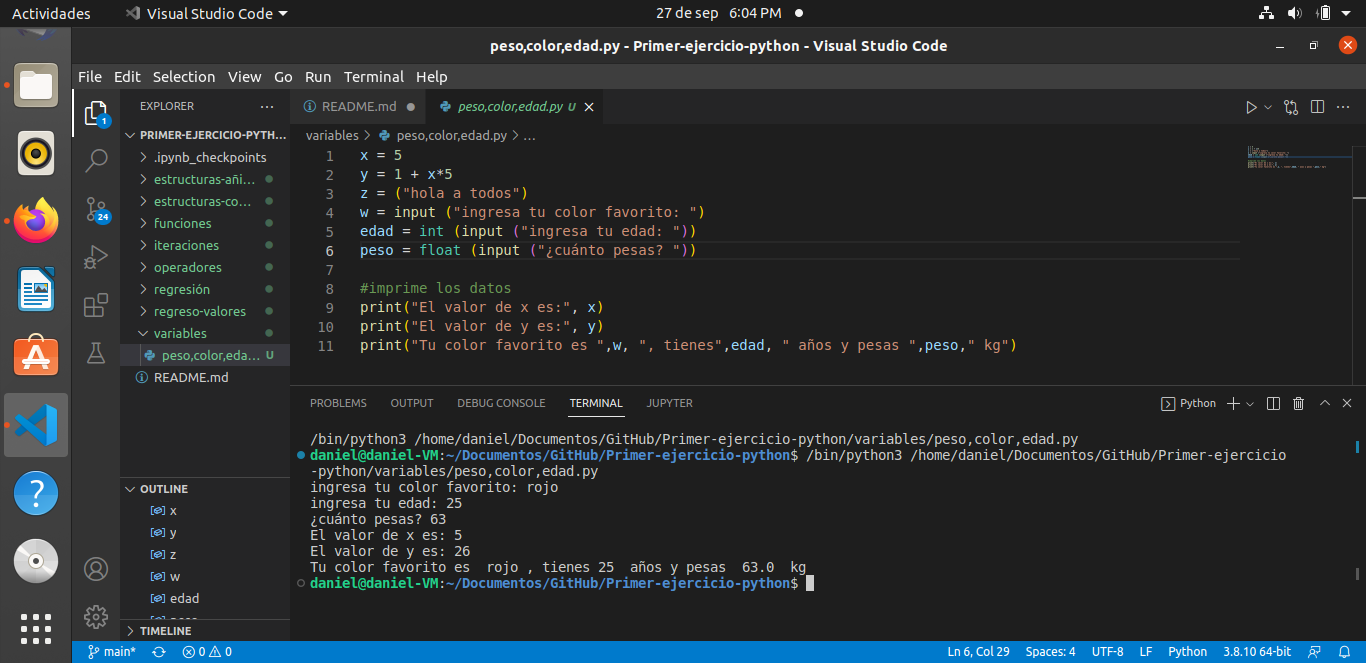 Actividades Visual Studio Code 27 de sep 6:04 PM
peso,color,edad.py - Primer-ejercicio-python - Visual Studio Code
File Edit Selection View Go Run Terminal Help
EXPLORER ...
PRIMER-EJERCICIO-PYTH...
.ipynb_checkpoints
estructuras-añi...
estructuras-co...
funciones
iteraciones
operadores
regresión
regreso-valores
variables
peso,color,eda... U
README.md
OUTLINE
x
y
z
w
edad
TIMELINE
1
24
README.md peso,color,edad.py U
variables > peso,color,edad.py > ...
1 x = 5
2 y = 1 + x*5
3 z = ("hola a todos")
4 w = input ("ingresa tu color favorito: ")
5 edad = int (input ("ingresa tu edad: "))
6 peso = float (input ("¿cuánto pesas? "))
7
8 #imprime los datos
9 print("El valor de x es:", x)
10 print("El valor de y es:", y)
11 print("Tu color favorito es ",w, ", tienes",edad, " años y pesas ",peso," kg")
PROBLEMS OUTPUT DEBUG CONSOLE TERMINAL JUPYTER Python
/bin/python3 /home/daniel/Documentos/GitHub/Primer-ejercicio-python/variables/peso,color,edad.py
daniel@daniel-VM:~/Documentos/GitHub/Primer-ejercicio-python$ /bin/python3 /home/daniel/Documentos/GitHub/Primer-ejercicio
-python/variables/peso,color,edad.py
ingresa tu color favorito: rojo
ingresa tu edad: 25
¿cuánto pesas? 63
El valor de x es: 5
El valor de y es: 26
Tu color favorito es  rojo , tienes 25  años y pesas  63.0  kg
daniel@daniel-VM:~/Documentos/GitHub/Primer-ejercicio-python$
main* 0 0 Ln 6, Col 29 Spaces: 4 UTF-8 LF Python 3.8.10 64-bit